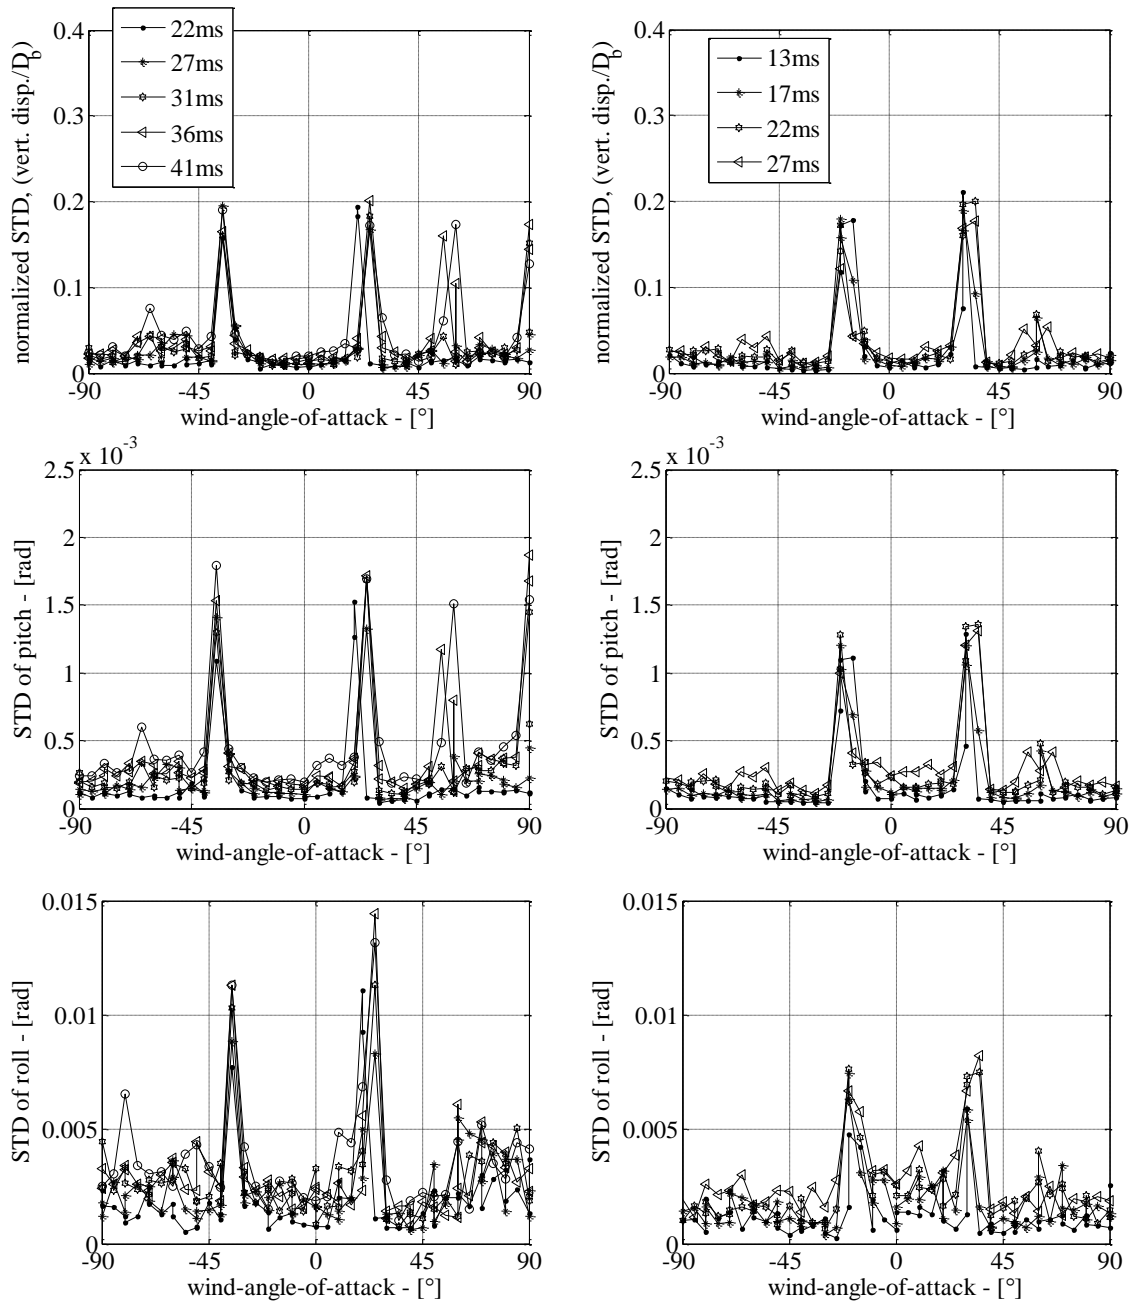 normalized STD, (vert. disp./D_b)
0.4
0.3
0.2
0.1
0
22ms
27ms
31ms
36ms
41ms
-90 -45 0 45 90
wind-angle-of-attack - [°]
normalized STD, (vert. disp./D_b)
0.4
0.3
0.2
0.1
0
13ms
17ms
22ms
27ms
-90 -45 0 45 90
wind-angle-of-attack - [°]
STD of pitch - [rad]
x 10^-3
2.5
2
1.5
1
0.5
0
-90 -45 0 45 90
wind-angle-of-attack - [°]
STD of pitch - [rad]
x 10^-3
2.5
2
1.5
1
0.5
0
-90 -45 0 45 90
wind-angle-of-attack - [°]
STD of roll - [rad]
0.015
0.01
0.005
0
-90 -45 0 45 90
wind-angle-of-attack - [°]
STD of roll - [rad]
0.015
0.01
0.005
0
-90 -45 0 45 90
wind-angle-of-attack - [°]